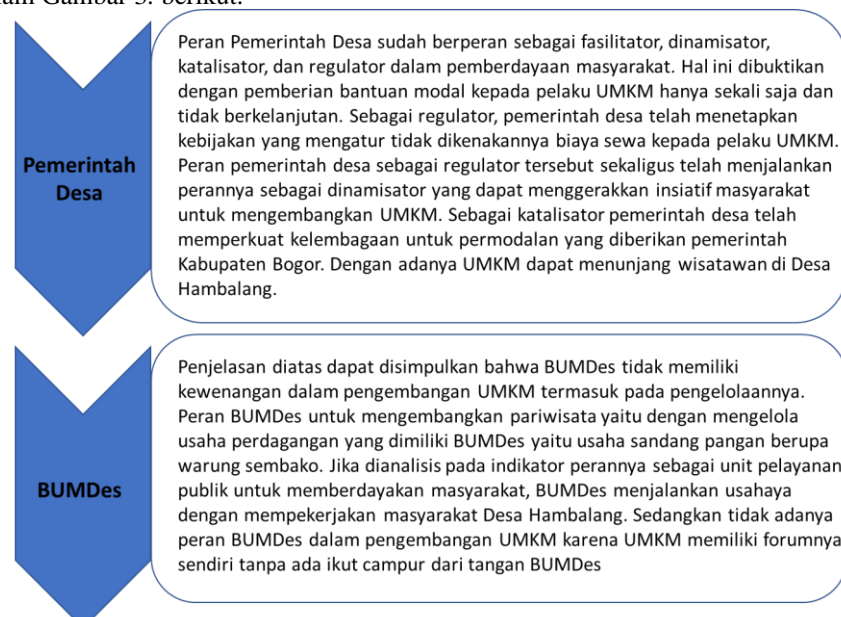 Gambar 3. berikut.
Peran Pemerintah Desa sudah berperan sebagai fasilitator, dinamisator,
katalisator, dan regulator dalam pemberdayaan masyarakat. Hal ini dibuktikan
dengan pemberian bantuan modal kepada pelaku UMKM hanya sekali saja dan
tidak berkelanjutan. Sebagai regulator, pemerintah desa telah menetapkan
kebijakan yang mengatur tidak dikenakannya biaya sewa kepada pelaku UMKM.
Peran pemerintah desa sebagai regulator tersebut sekaligus telah menjalankan
perannya sebagai dinamisator yang dapat menggerakkan insiatif masyarakat
untuk mengembangkan UMKM. Sebagai katalisator pemerintah desa telah
memperkuat kelembagaan untuk permodalan yang diberikan pemerintah
Kabupaten Bogor. Dengan adanya UMKM dapat menunjang wisatawan di Desa
Hambalang.
Pemerintah
Desa
Penjelasan diatas dapat disimpulkan bahwa BUMDes tidak memiliki
kewenangan dalam pengembangan UMKM termasuk pada pengelolaannya.
Peran BUMDes untuk mengembangkan pariwisata yaitu dengan mengelola
usaha perdagangan yang dimiliki BUMDes yaitu usaha sandang pangan berupa
warung sembako. Jika dianalisis pada indikator perannya sebagai unit pelayanan
publik untuk memberdayakan masyarakat, BUMDes menjalankan usahaya
dengan mempekerjakan masyarakat Desa Hambalang. Sedangkan tidak adanya
peran BUMDes dalam pengembangan UMKM karena UMKM memiliki forumnya
sendiri tanpa ada ikut campur dari tangan BUMDes
BUMDes